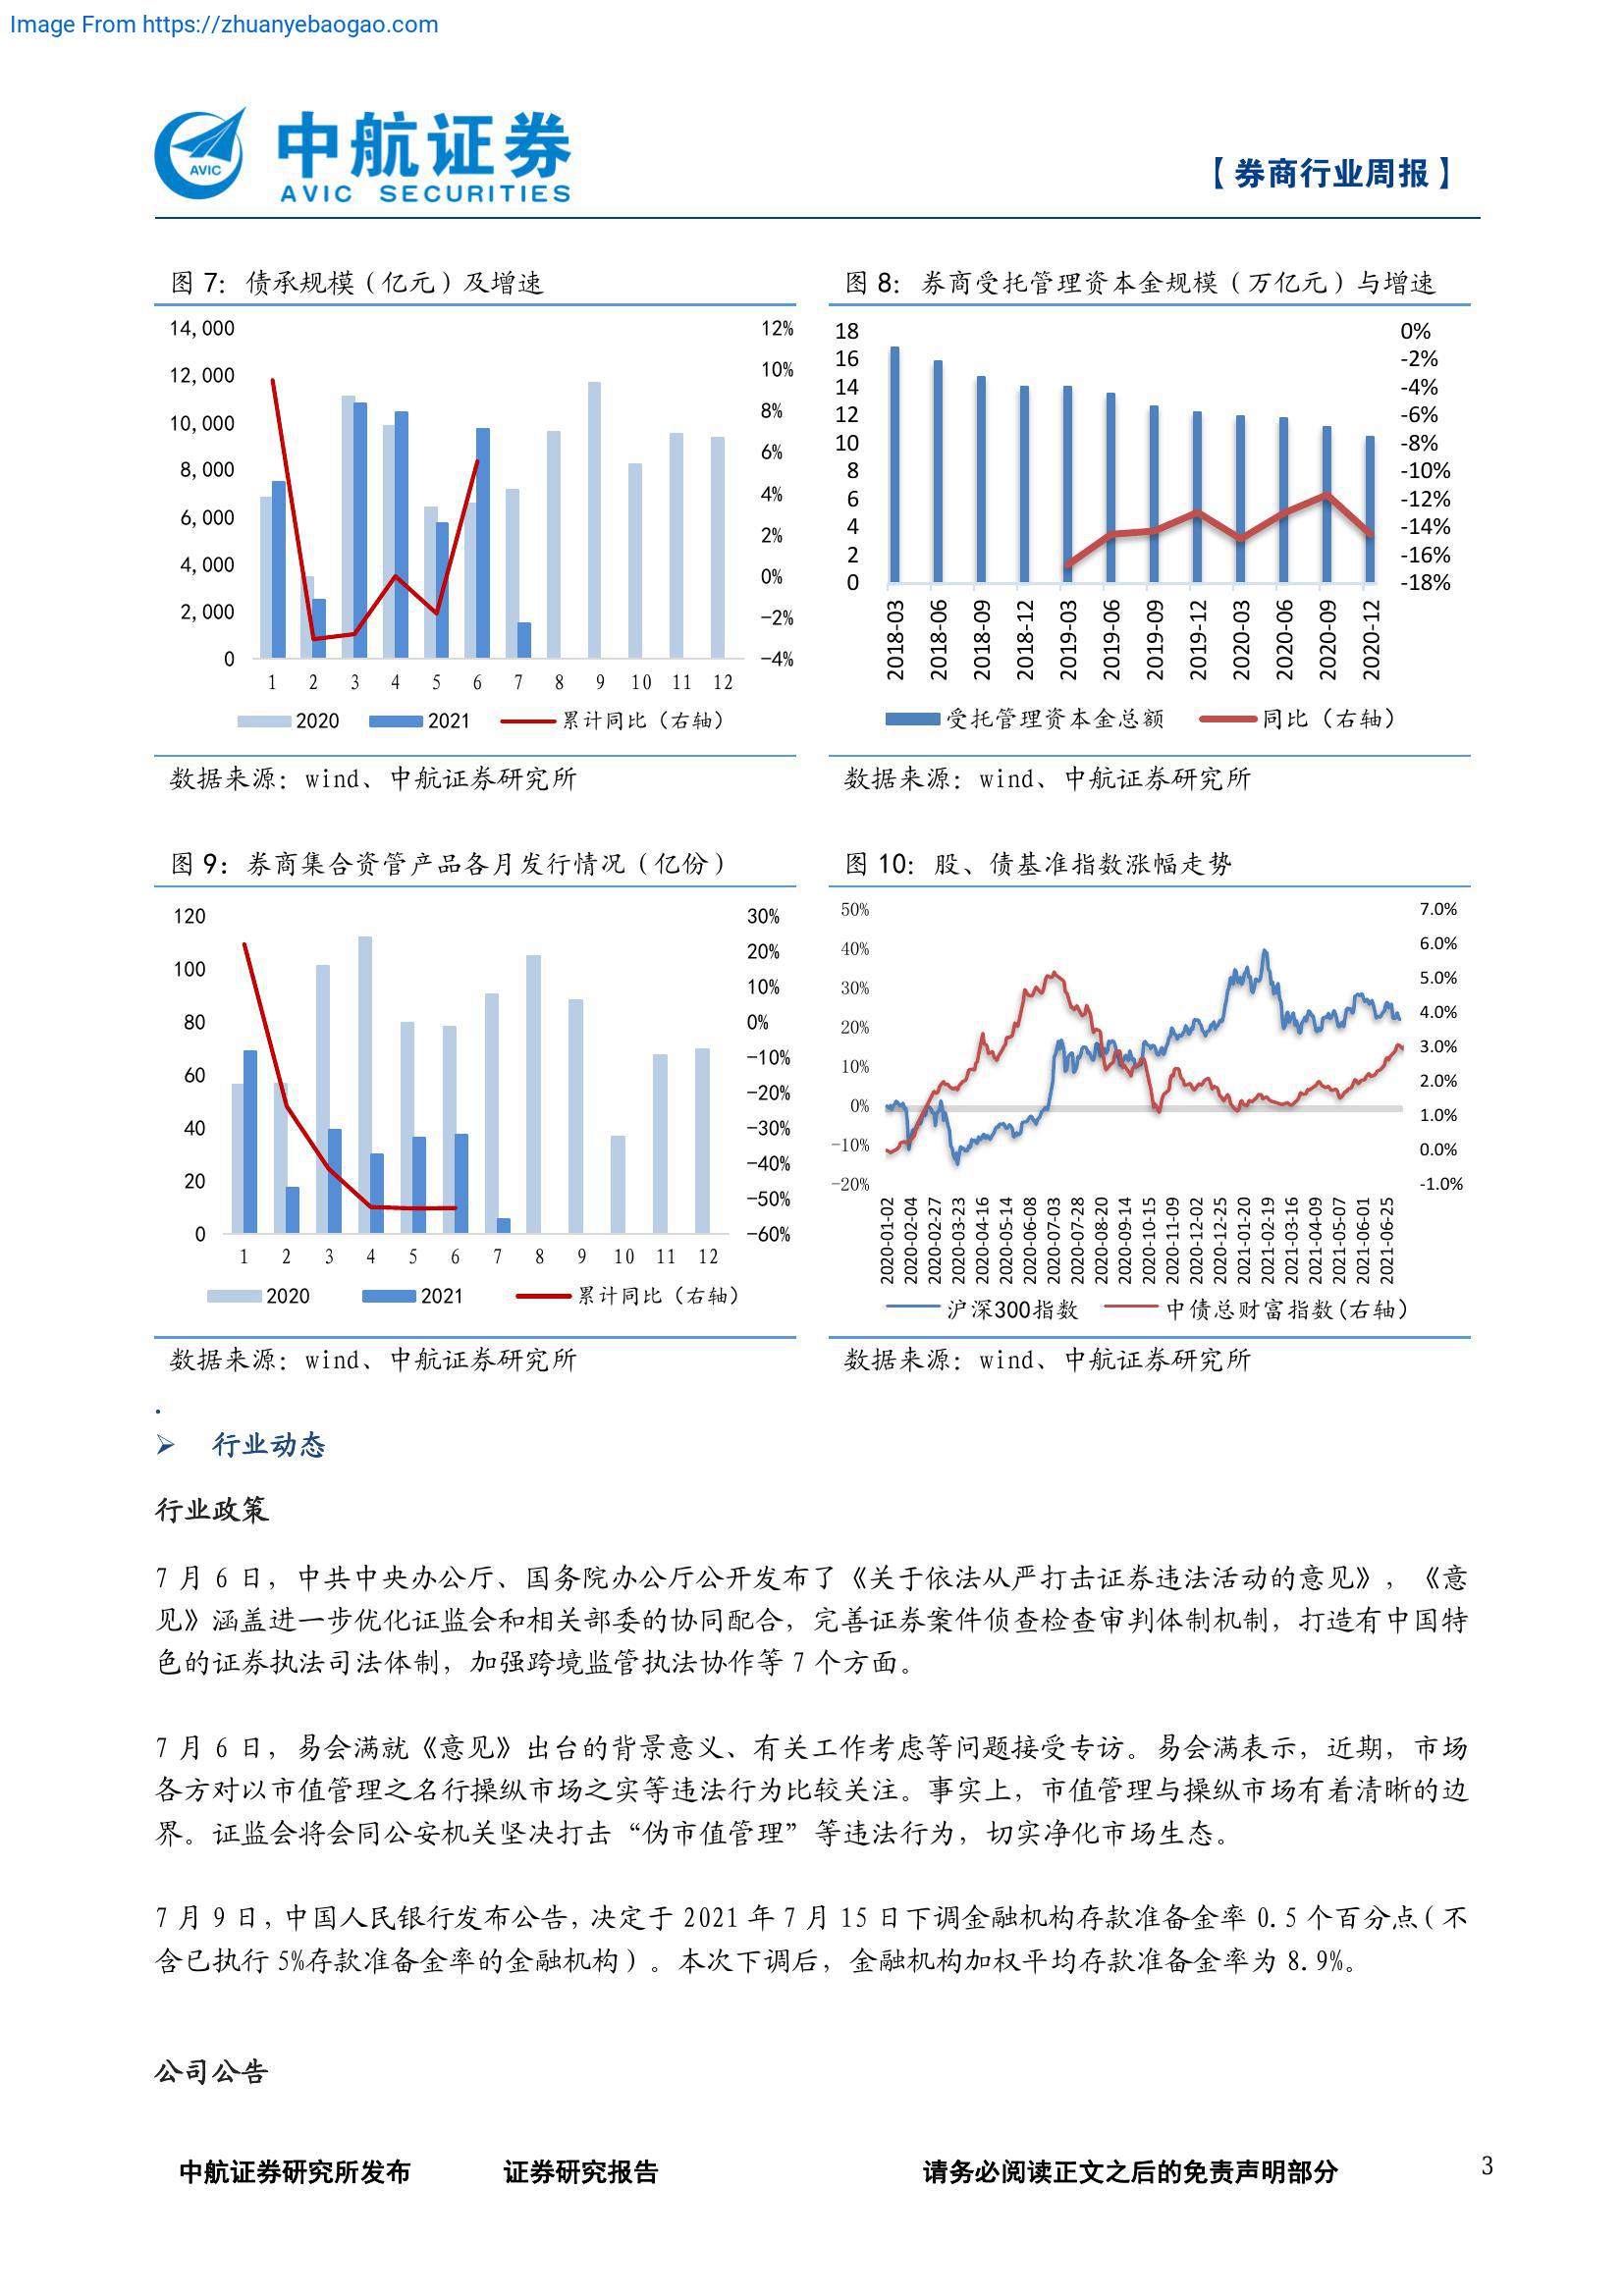 Image From https://zhuanyebaogao.com
AVIC
中航证券
AVIC SECURITIES
【券商行业周报】
图 7：债承规模（亿元）及增速
14,000
12,000
10,000
8,000
6,000
4,000
2,000
0
12%
10%
8%
6%
4%
2%
0%
-2%
-4%
1 2 3 4 5 6 7 8 9 10 11 12
2020 2021 累计同比（右轴）
数据来源：wind、中航证券研究所
图 8：券商受托管理资本金规模（万亿元）与增速
18
16
14
12
10
8
6
4
2
0
0%
-2%
-4%
-6%
-8%
-10%
-12%
-14%
-16%
-18%
2018-03 2018-06 2018-09 2018-12 2019-03 2019-06 2019-09 2019-12 2020-03 2020-06 2020-09 2020-12
受托管理资本金总额 同比（右轴）
数据来源：wind、中航证券研究所
图 9：券商集合资管产品各月发行情况（亿份）
120
100
80
60
40
20
0
30%
20%
10%
0%
-10%
-20%
-30%
-40%
-50%
-60%
1 2 3 4 5 6 7 8 9 10 11 12
2020 2021 累计同比（右轴）
数据来源：wind、中航证券研究所
图 10：股、债基准指数涨幅走势
50%
40%
30%
20%
10%
0%
-10%
-20%
7.0%
6.0%
5.0%
4.0%
3.0%
2.0%
1.0%
0.0%
-1.0%
2020-01-02 2020-02-04 2020-02-27 2020-03-23 2020-04-16 2020-05-14 2020-06-08 2020-07-03 2020-07-28 2020-08-20 2020-09-14 2020-10-15 2020-11-09 2020-12-02 2020-12-25 2021-01-20 2021-02-19 2021-03-16 2021-04-09 2021-05-07 2021-06-01 2021-06-25
沪深300指数 中债总财富指数(右轴)
数据来源：wind、中航证券研究所
.
➢ 行业动态
行业政策
7 月 6 日，中共中央办公厅、国务院办公厅公开发布了《关于依法从严打击证券违法活动的意见》，《意
见》涵盖进一步优化证监会和相关部委的协同配合，完善证券案件侦查检查审判体制机制，打造有中国特
色的证券执法司法体制，加强跨境监管执法协作等 7 个方面。
7 月 6 日，易会满就《意见》出台的背景意义、有关工作考虑等问题接受专访。易会满表示，近期，市场
各方对以市值管理之名行操纵市场之实等违法行为比较关注。事实上，市值管理与操纵市场有着清晰的边
界。证监会将会同公安机关坚决打击“伪市值管理”等违法行为，切实净化市场生态。
7 月 9 日，中国人民银行发布公告，决定于 2021 年 7 月 15 日下调金融机构存款准备金率 0.5 个百分点（不
含已执行 5%存款准备金率的金融机构）。本次下调后，金融机构加权平均存款准备金率为 8.9%。
公司公告
中航证券研究所发布 证券研究报告 请务必阅读正文之后的免责声明部分 3